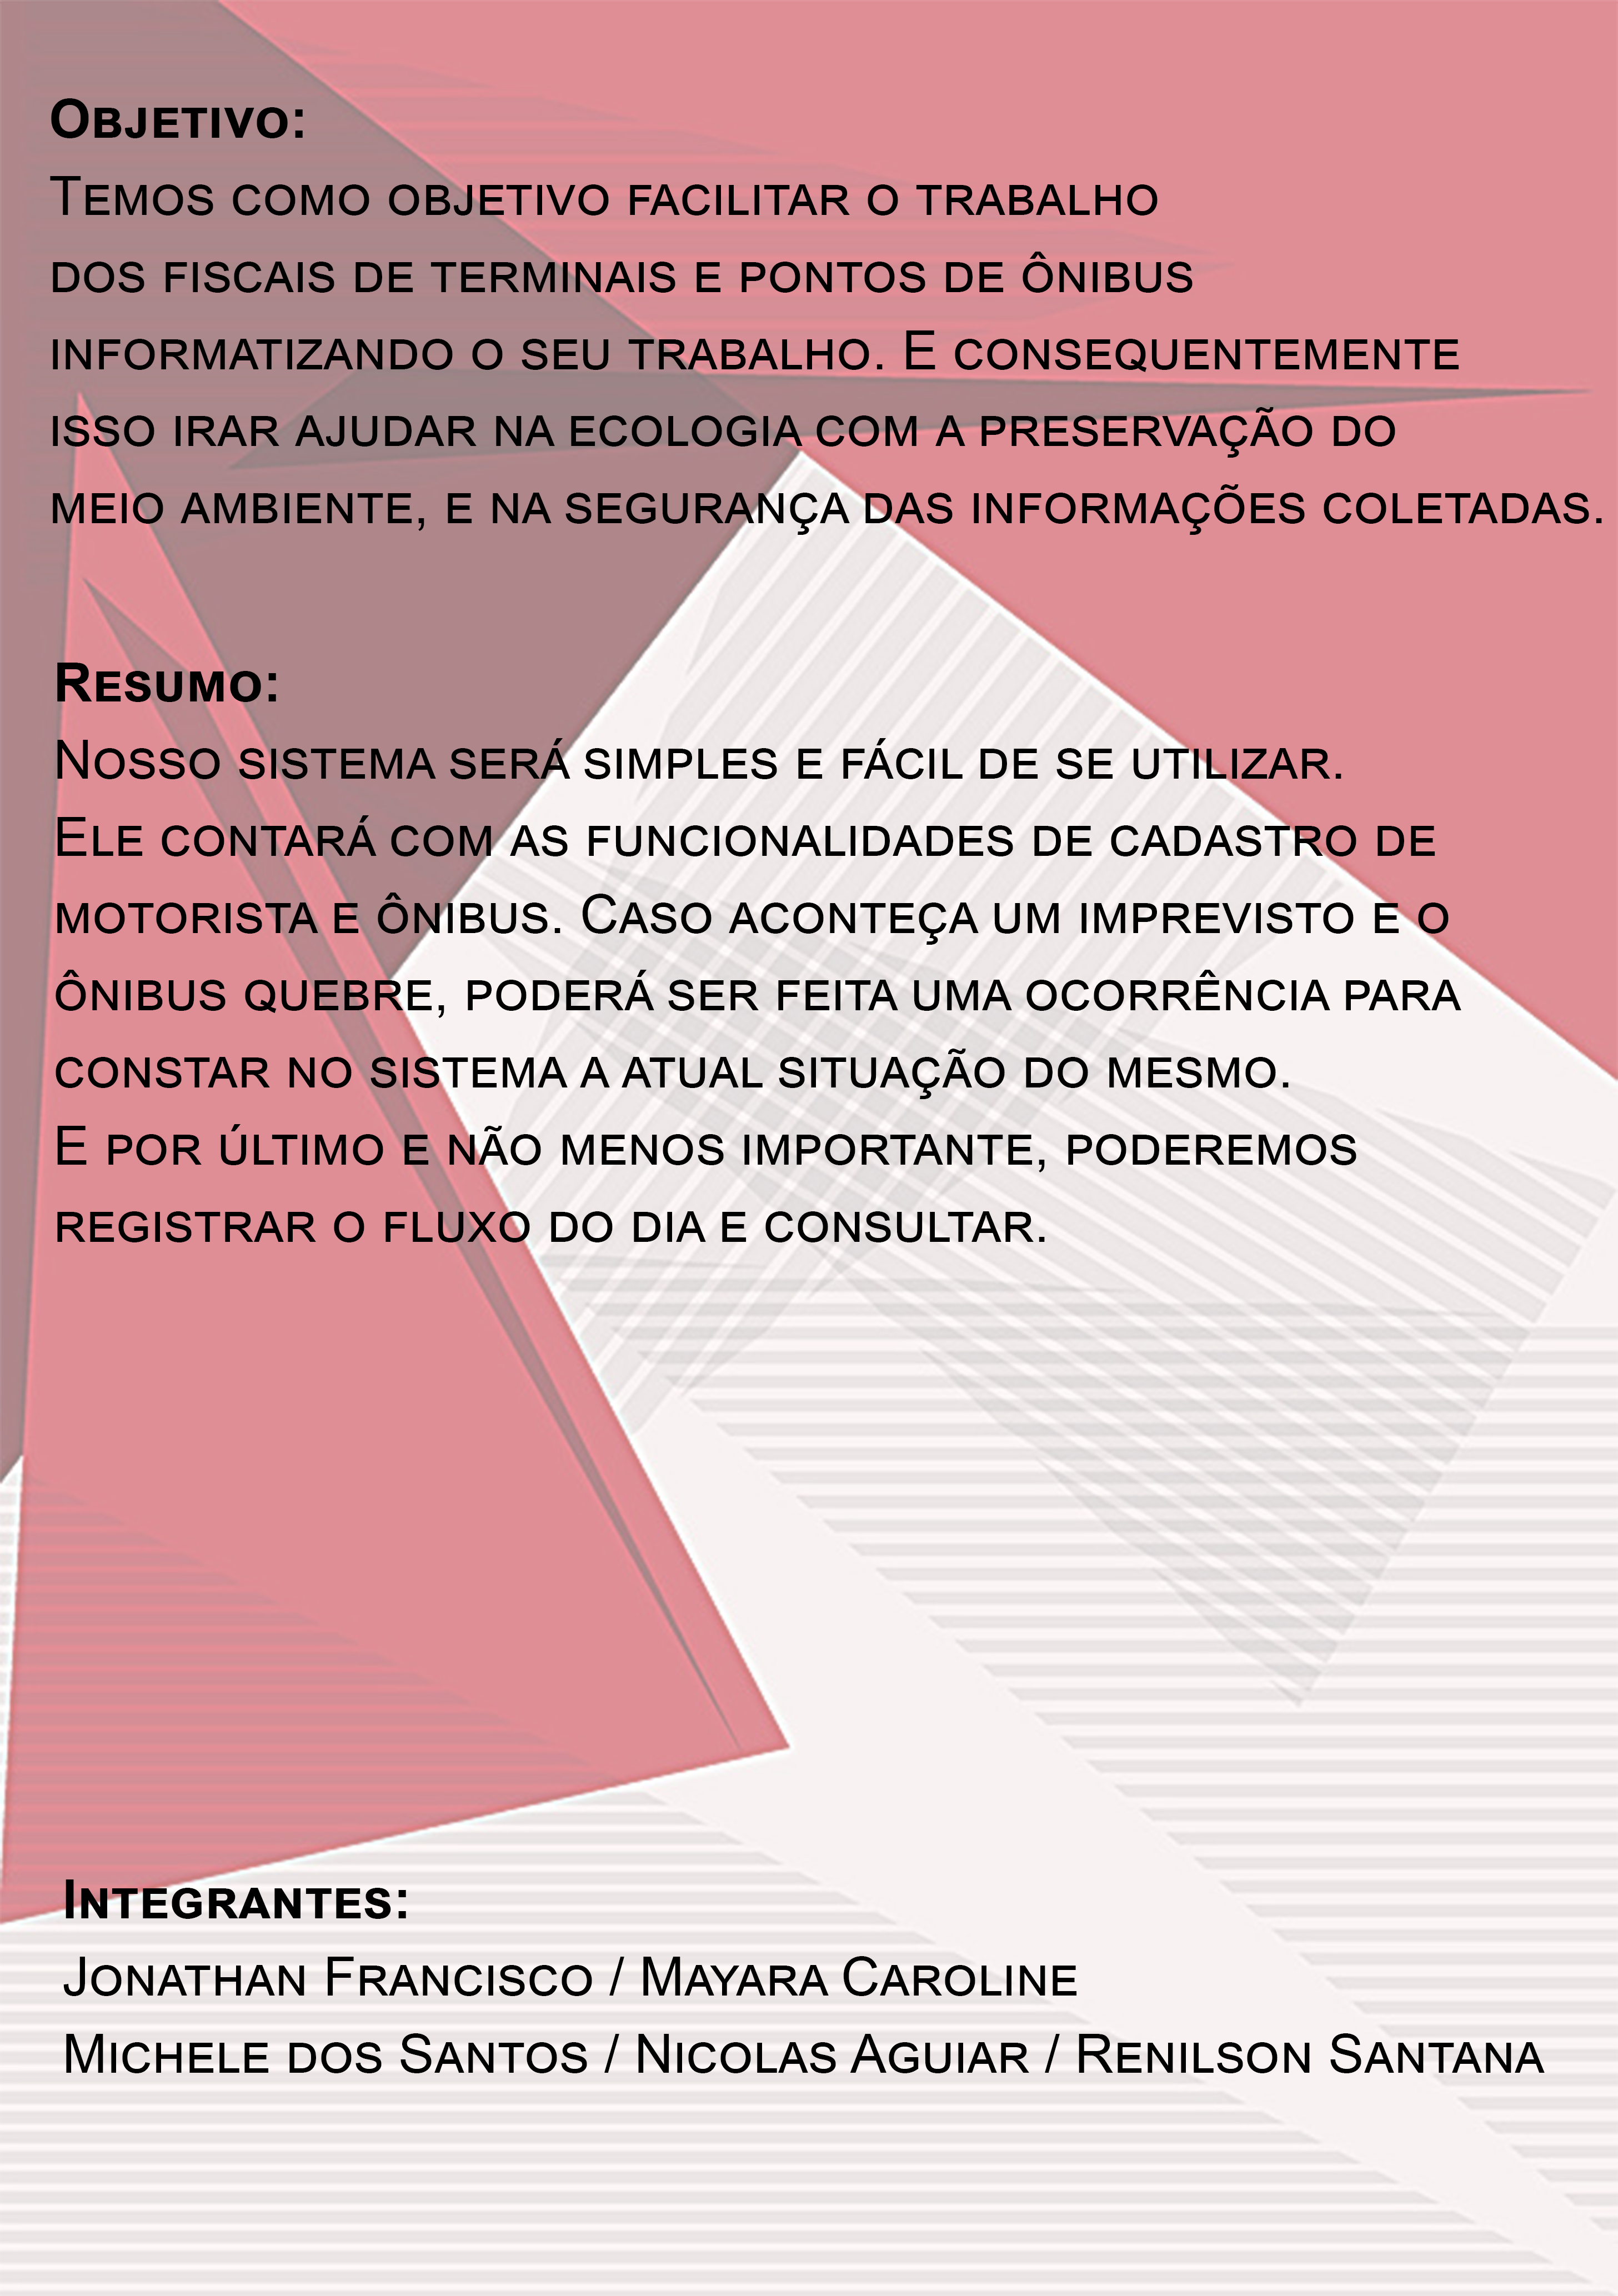 Objetivo:
Temos como objetivo facilitar o trabalho
dos fiscais de terminais e pontos de ônibus
informatizando o seu trabalho. E consequentemente
isso irar ajudar na ecologia com a preservação do
meio ambiente, e na segurança das informações coletadas.
Resumo:
Nosso sistema será simples e fácil de se utilizar.
Ele contará com as funcionalidades de cadastro de
motorista e ônibus. Caso aconteça um imprevisto e o
ônibus quebre, poderá ser feita uma ocorrência para
constar no sistema a atual situação do mesmo.
E por último e não menos importante, poderemos
registrar o fluxo do dia e consultar.
Integrantes:
Jonathan Francisco / Mayara Caroline
Michele dos Santos / Nicolas Aguiar / Renilson Santana